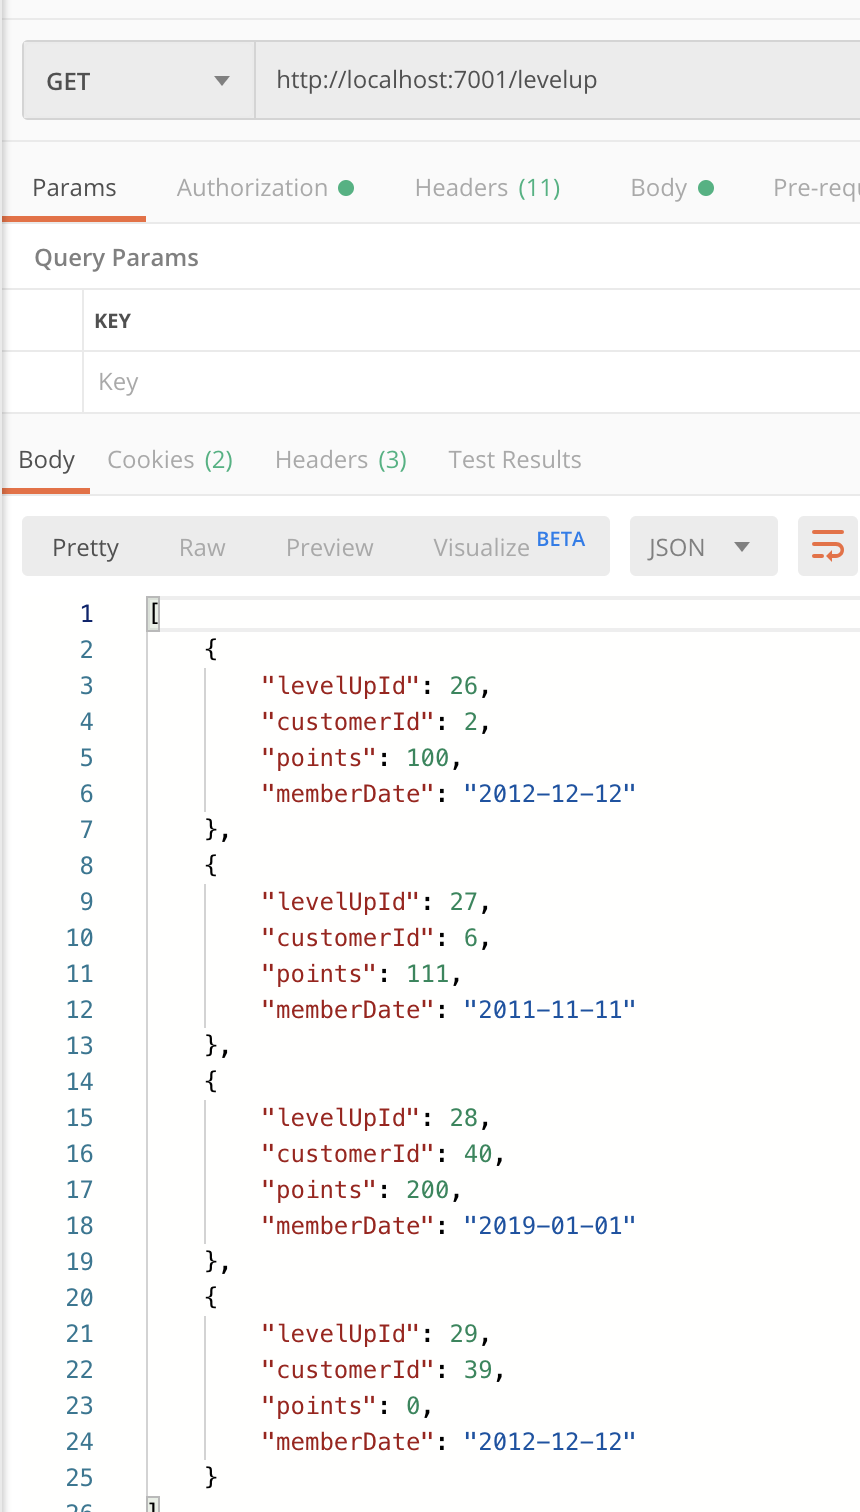 GET http://localhost:7001/levelup
Params Authorization Headers (11) Body
Query Params
KEY
Key
Body Cookies (2) Headers (3) Test Results
Pretty Raw Preview Visualize BETA JSON
1 [
2 {
3 "levelUpId": 26,
4 "customerId": 2,
5 "points": 100,
6 "memberDate": "2012-12-12"
7 },
8 {
9 "levelUpId": 27,
10 "customerId": 6,
11 "points": 111,
12 "memberDate": "2011-11-11"
13 },
14 {
15 "levelUpId": 28,
16 "customerId": 40,
17 "points": 200,
18 "memberDate": "2019-01-01"
19 },
20 {
21 "levelUpId": 29,
22 "customerId": 39,
23 "points": 0,
24 "memberDate": "2012-12-12"
25 }
26 ]